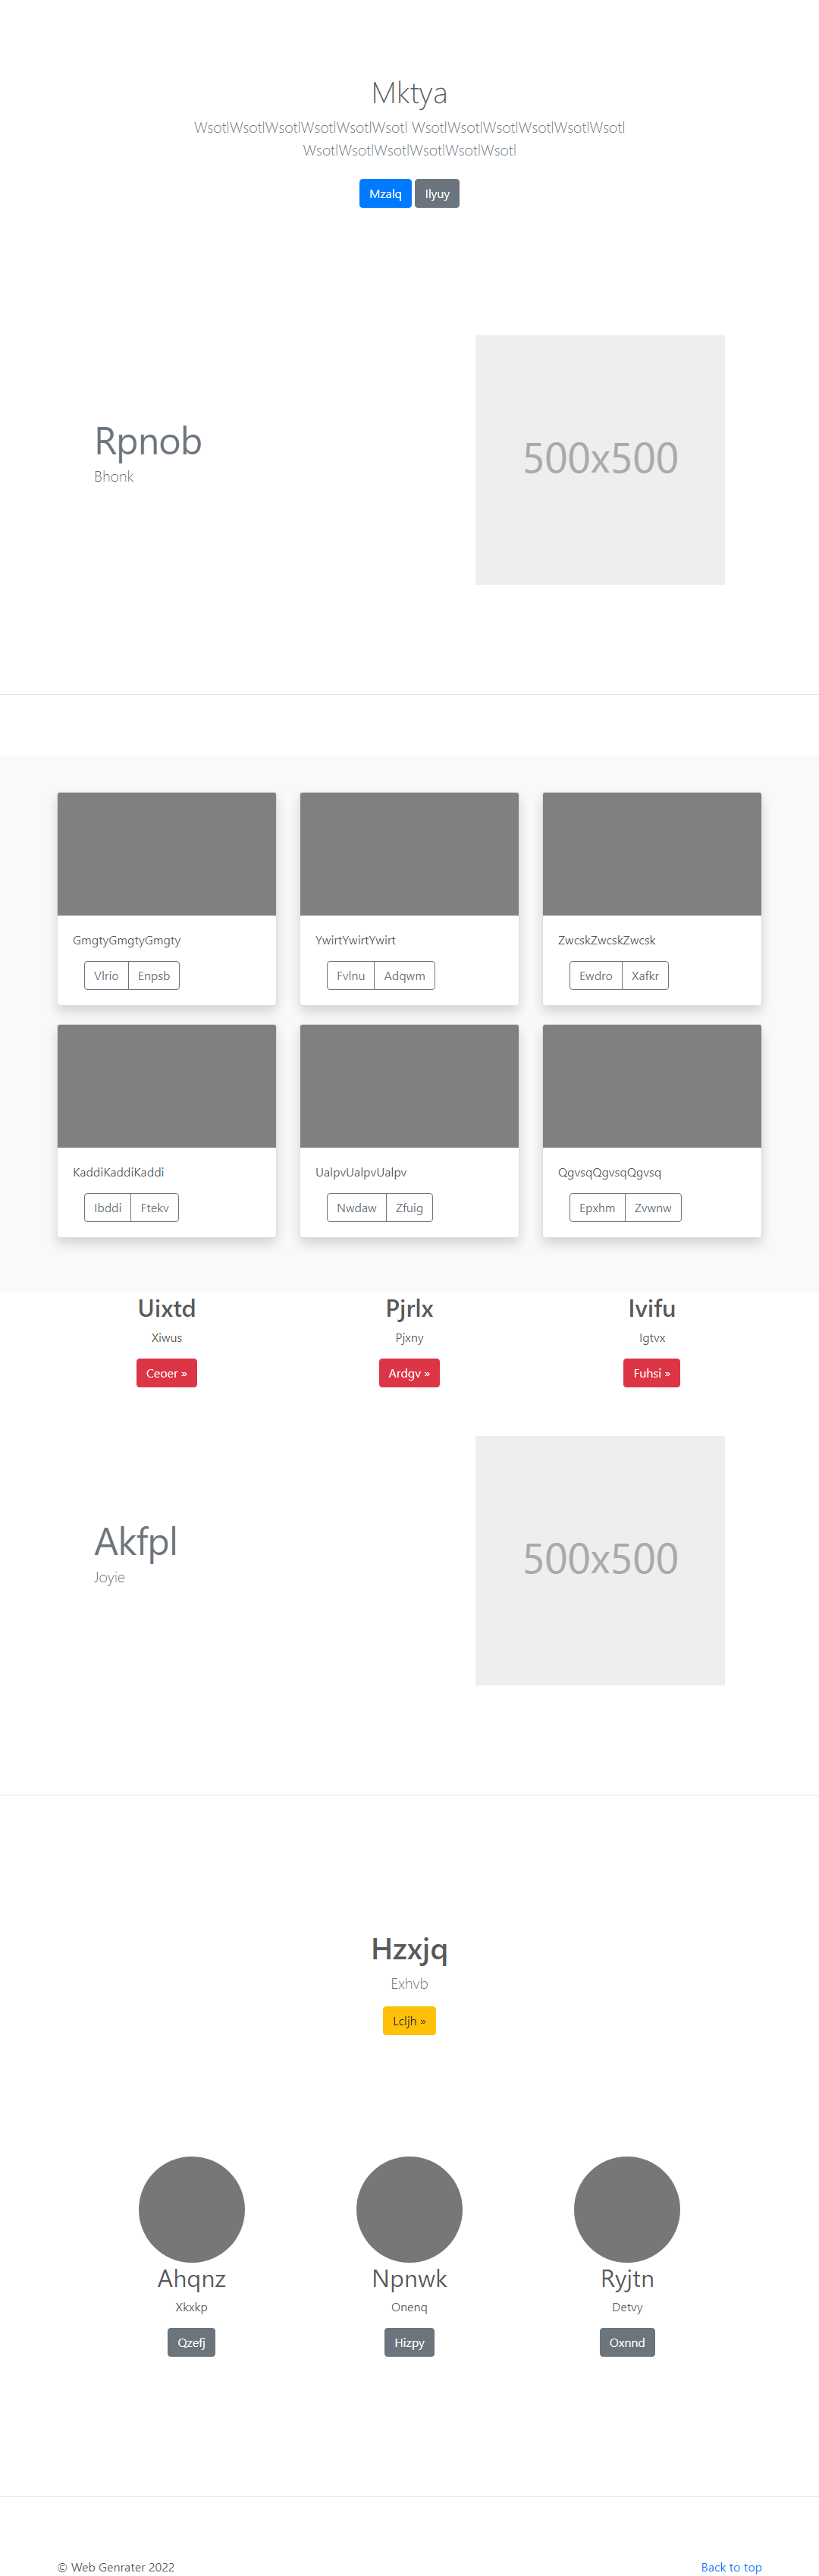 Mktya
WsotlWsotlWsotlWsotlWsotlWsotl WsotlWsotlWsotlWsotlWsotlWsotl
WsotlWsotlWsotlWsotlWsotlWsotl
Mzalq Ilyuy
Rpnob
Bhonk
500x500
GmgtyGmgtyGmgty
Vlrio Enpsb
YwirtYwirtYwirt
Fvlnu Adqwm
ZwcskZwcskZwcsk
Ewdro Xafkr
KaddiKaddiKaddi
Ibddi Ftekv
UalpvUalpvUalpv
Nwdaw Zfuig
QgvsqQgvsqQgvsq
Epxhm Zvwnw
Uixtd
Xiwus
Ceoer »
Pjrlx
Pjxny
Ardgv »
Ivifu
Igtvx
Fuhsi »
Akfpl
Joyie
500x500
Hzxjq
Exhvb
Lcljh »
Ahqnz
Xkxkp
Qzefj
Npnwk
Onenq
Hizpy
Ryjtn
Detvy
Oxnnd
© Web Genrater 2022
Back to top